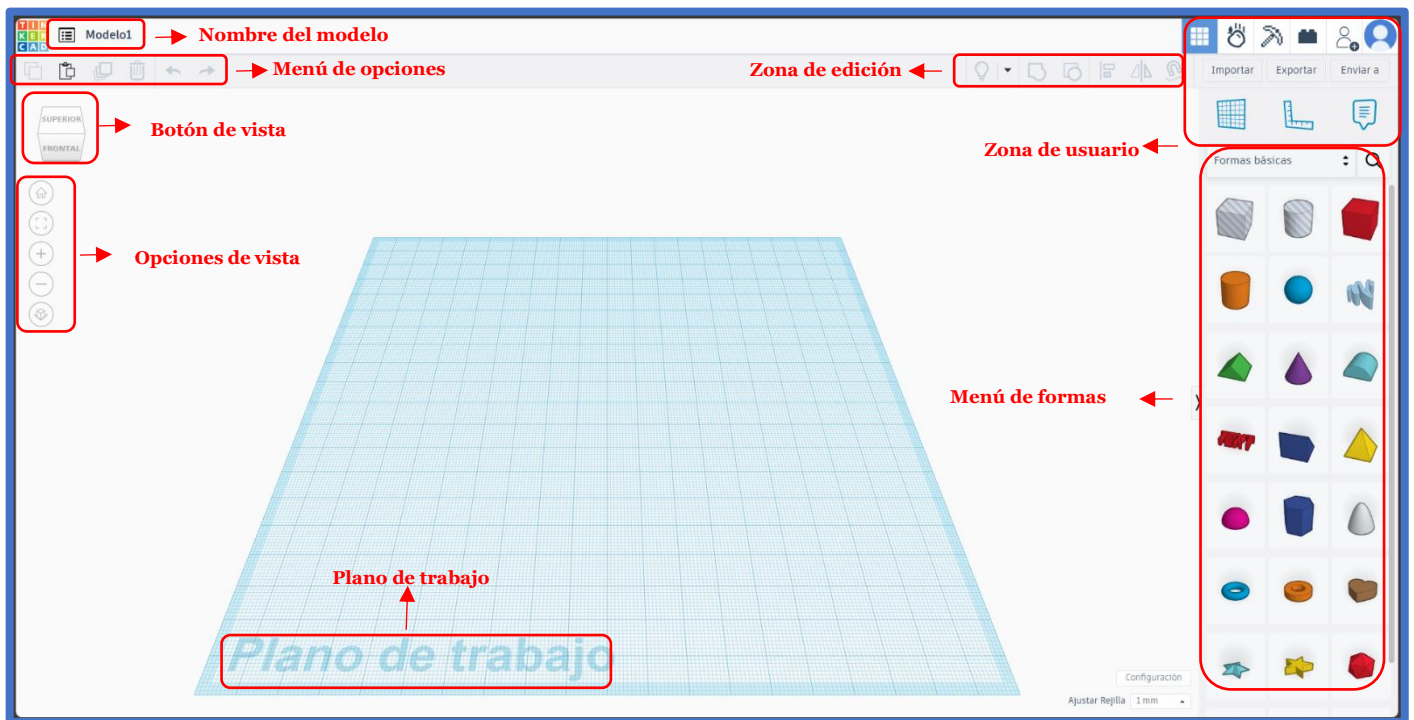 TIN
KER
CAD
Modelo1
Nombre del modelo
Menú de opciones
Zona de edición
Importar
Exportar
Enviar a
SUPERIOR
FRONTAL
Botón de vista
Zona de usuario
Formas básicas
Opciones de vista
Menú de formas
TEXT
Plano de trabajo
Plano de trabajo
Configuración
Ajustar Rejilla 1 mm